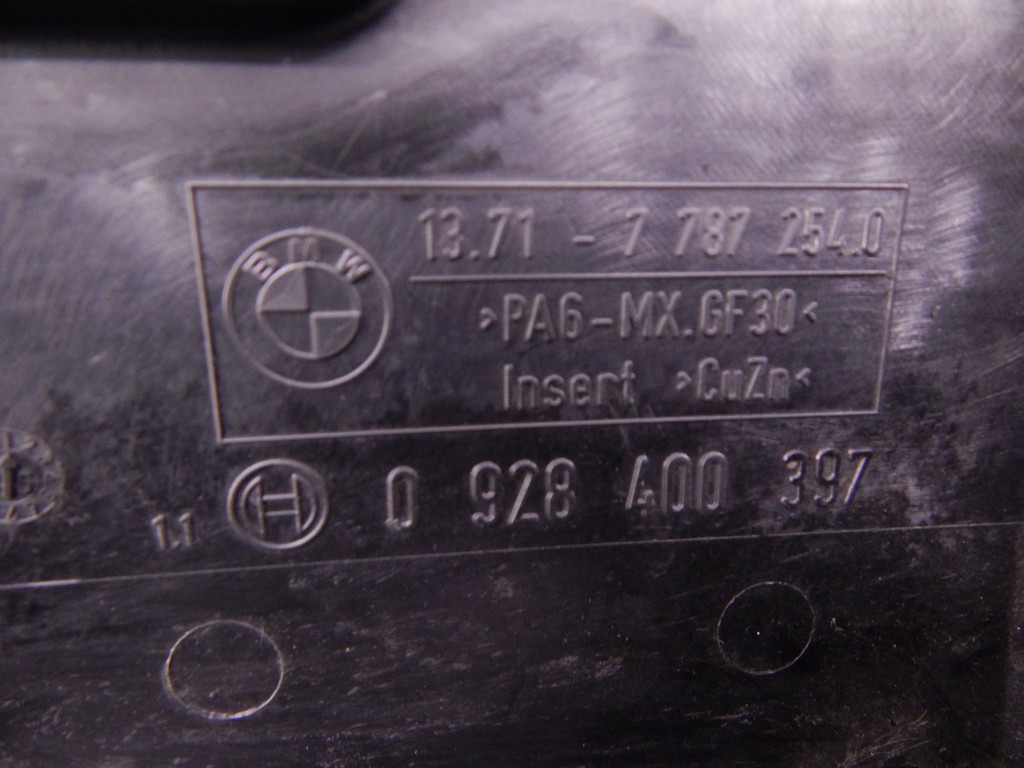 BMW
13.71 - 7 787 254.0
>PA6-MX.GF30<
Insert >CuZn<
1.1 0 928 400 397